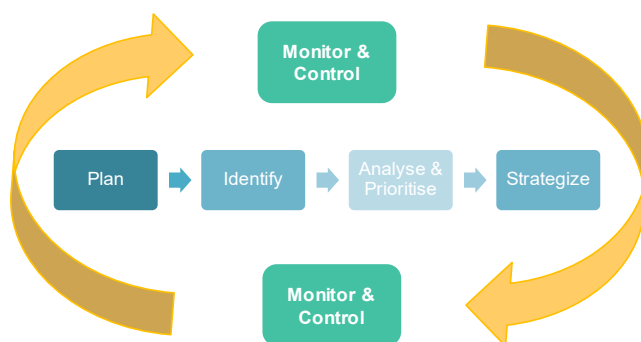 Monitor &
Control
Plan
Identify
Analyse &
Prioritise
Strategize
Monitor &
Control